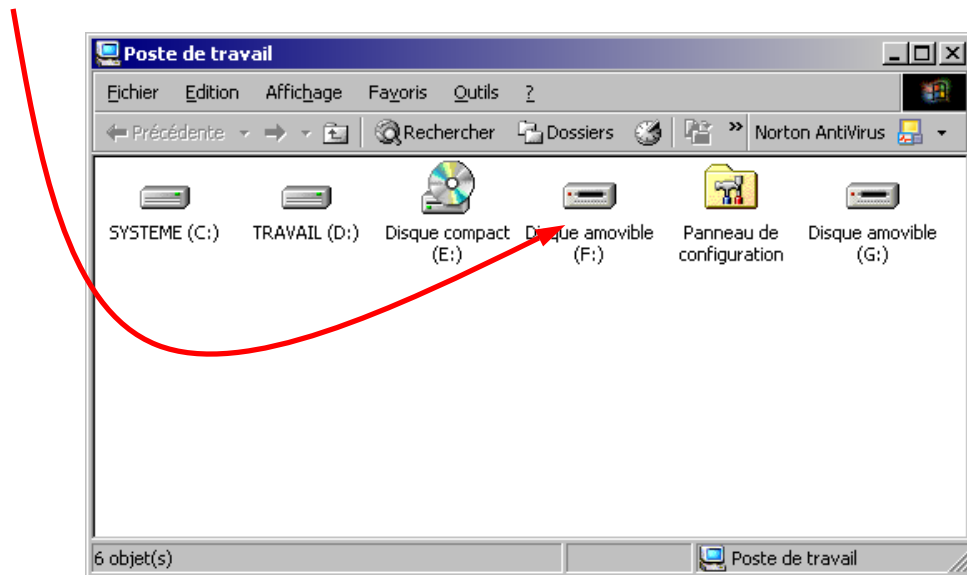 Poste de travail
Fichier Edition Affichage Favoris Outils ?
Précédente Rechercher Dossiers » Norton AntiVirus
SYSTEME (C:) TRAVAIL (D:) Disque compact (E:) Disque amovible (F:) Panneau de configuration Disque amovible (G:)
6 objet(s) Poste de travail